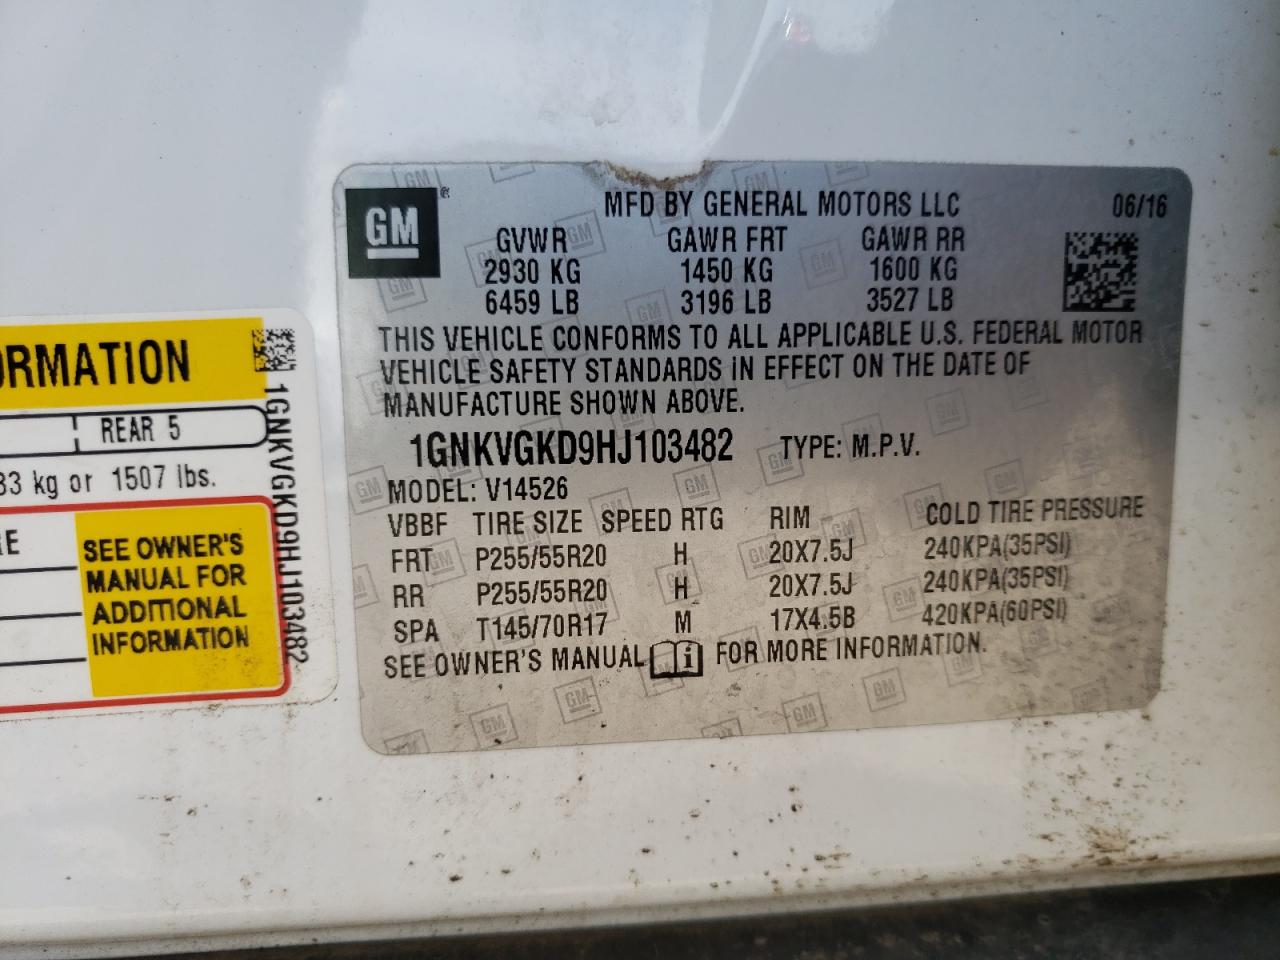 GM
MFD BY GENERAL MOTORS LLC 06/16
GVWR GAWR FRT GAWR RR
2930 KG 1450 KG 1600 KG
6459 LB 3196 LB 3527 LB
THIS VEHICLE CONFORMS TO ALL APPLICABLE U.S. FEDERAL MOTOR
VEHICLE SAFETY STANDARDS IN EFFECT ON THE DATE OF
MANUFACTURE SHOWN ABOVE.
1GNKVGKD9HJ103482 TYPE: M.P.V.
MODEL: V14526
VBBF TIRE SIZE SPEED RTG RIM COLD TIRE PRESSURE
FRT P255/55R20 H 20X7.5J 240KPA(35PSI)
RR P255/55R20 H 20X7.5J 240KPA(35PSI)
SPA T145/70R17 M 17X4.5B 420KPA(60PSI)
SEE OWNER'S MANUAL i FOR MORE INFORMATION.
ORMATION
REAR 5
33 kg or 1507 lbs.
RE
SEE OWNER'S
MANUAL FOR
ADDITIONAL
INFORMATION
1GNKVGKD9HJ103482